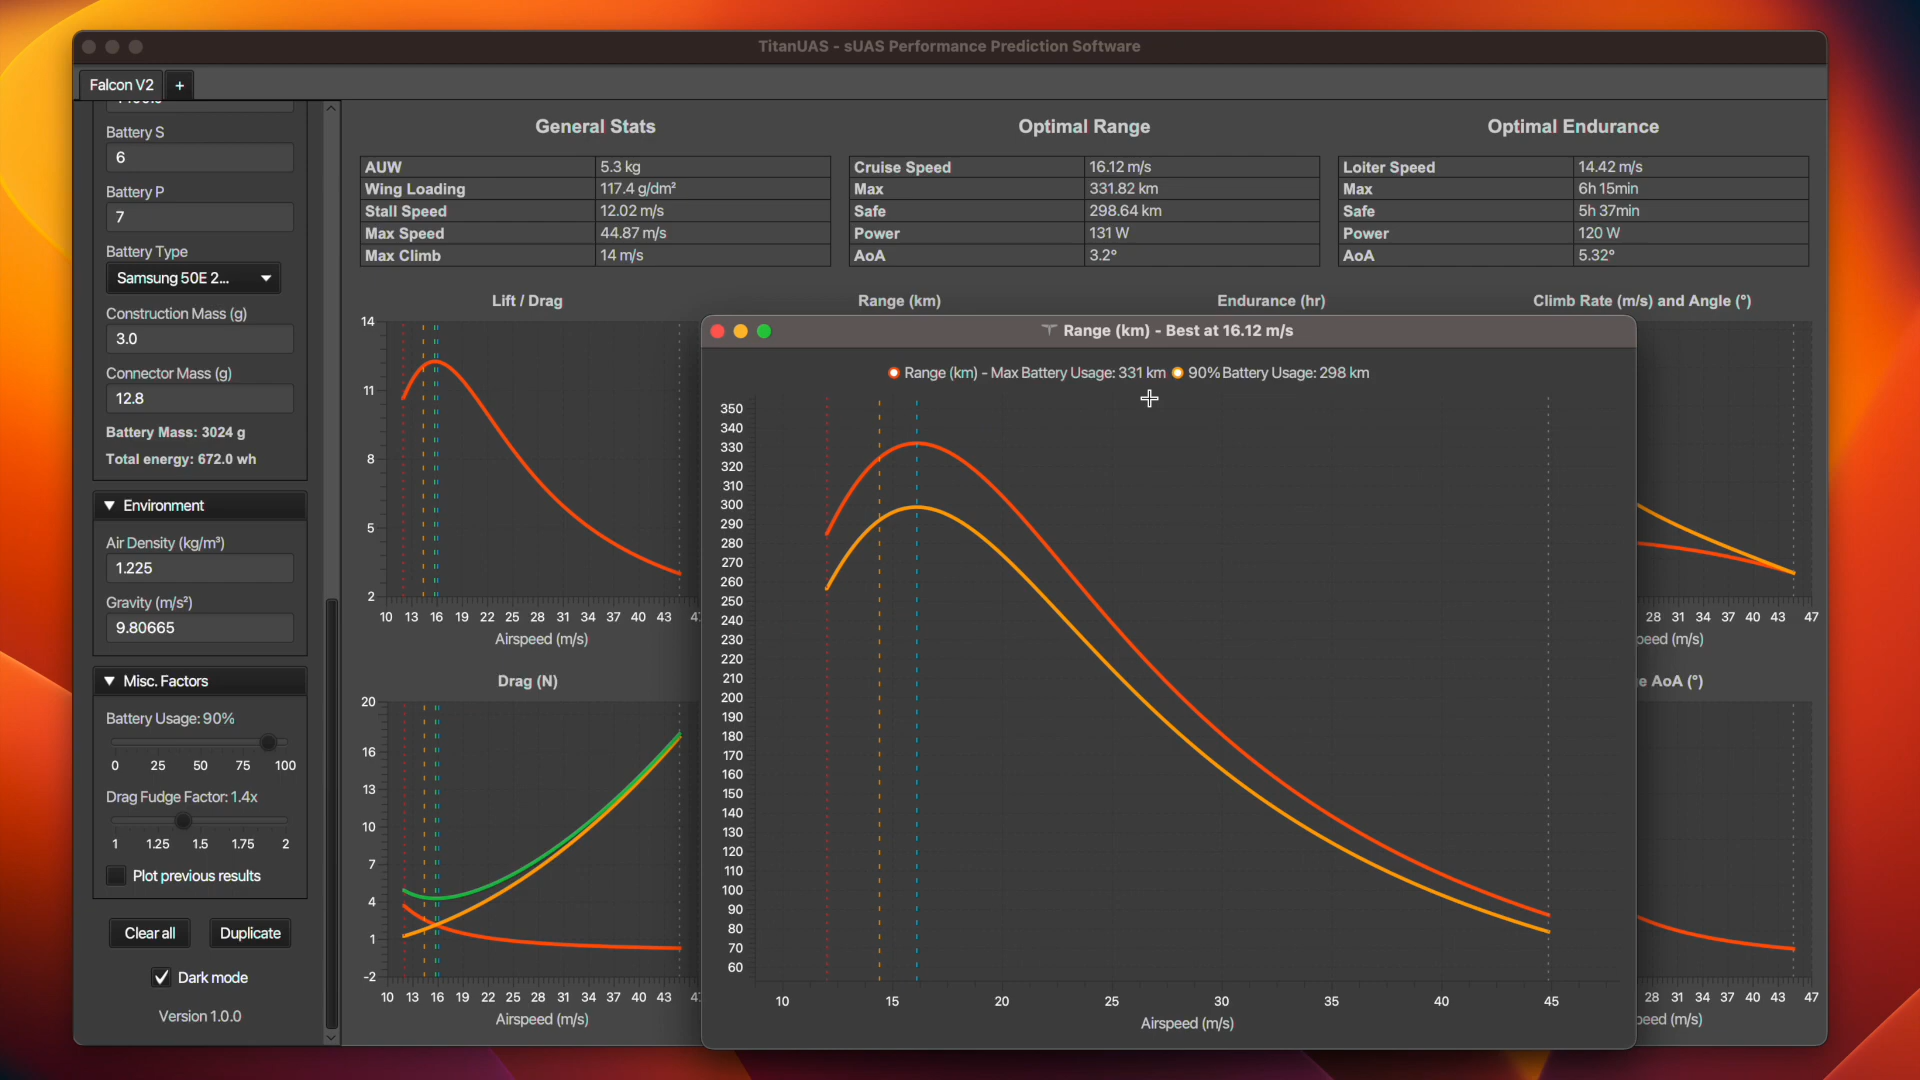 TitanUAS - sUAS Performance Prediction Software
Falcon V2
+
Battery S
6
Battery P
7
Battery Type
Samsung 50E 2...
Construction Mass (g)
3.0
Connector Mass (g)
12.8
Battery Mass: 3024 g
Total energy: 672.0 wh
Environment
Air Density (kg/m³)
1.225
Gravity (m/s²)
9.80665
Misc. Factors
Battery Usage: 90%
0 25 50 75 100
Drag Fudge Factor: 1.4x
1 1.25 1.5 1.75 2
Plot previous results
Clear all
Duplicate
Dark mode
Version 1.0.0
General Stats
AUW 5.3 kg
Wing Loading 117.4 g/dm²
Stall Speed 12.02 m/s
Max Speed 44.87 m/s
Max Climb 14 m/s
Optimal Range
Cruise Speed 16.12 m/s
Max 331.82 km
Safe 298.64 km
Power 131 W
AoA 3.2°
Optimal Endurance
Loiter Speed 14.42 m/s
Max 6h 15min
Safe 5h 37min
Power 120 W
AoA 5.32°
Lift / Drag
14
11
8
5
2
10 13 16 19 22 25 28 31 34 37 40 43
Airspeed (m/s)
Range (km)
Endurance (hr)
Climb Rate (m/s) and Angle (°)
28 31 34 37 40 43 47
peed (m/s)
Drag (N)
20
16
13
10
7
4
1
-2
10 13 16 19 22 25 28 31 34 37 40 43
Airspeed (m/s)
e AoA (°)
28 31 34 37 40 43 47
peed (m/s)
Range (km) - Best at 16.12 m/s
Range (km) - Max Battery Usage: 331 km 90% Battery Usage: 298 km
350
340
330
320
310
300
290
280
270
260
250
240
230
220
210
200
190
180
170
160
150
140
130
120
110
100
90
80
70
60
10 15 20 25 30 35 40 45
Airspeed (m/s)